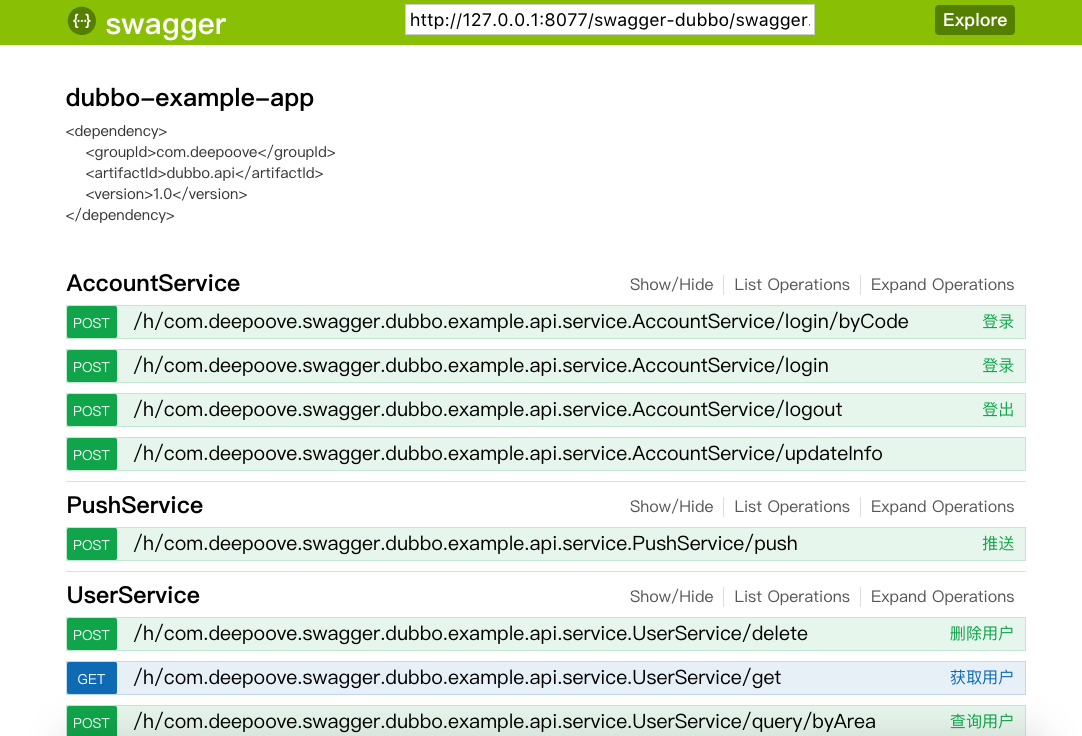 {···} swagger http://127.0.0.1:8077/swagger-dubbo/swagger. Explore
dubbo-example-app
<dependency>
<groupId>com.deepoove</groupId>
<artifactId>dubbo.api</artifactId>
<version>1.0</version>
</dependency>
AccountService Show/Hide List Operations Expand Operations
POST /h/com.deepoove.swagger.dubbo.example.api.service.AccountService/login/byCode 登录
POST /h/com.deepoove.swagger.dubbo.example.api.service.AccountService/login 登录
POST /h/com.deepoove.swagger.dubbo.example.api.service.AccountService/logout 登出
POST /h/com.deepoove.swagger.dubbo.example.api.service.AccountService/updateInfo
PushService Show/Hide List Operations Expand Operations
POST /h/com.deepoove.swagger.dubbo.example.api.service.PushService/push 推送
UserService Show/Hide List Operations Expand Operations
POST /h/com.deepoove.swagger.dubbo.example.api.service.UserService/delete 删除用户
GET /h/com.deepoove.swagger.dubbo.example.api.service.UserService/get 获取用户
POST /h/com.deepoove.swagger.dubbo.example.api.service.UserService/query/byArea 查询用户